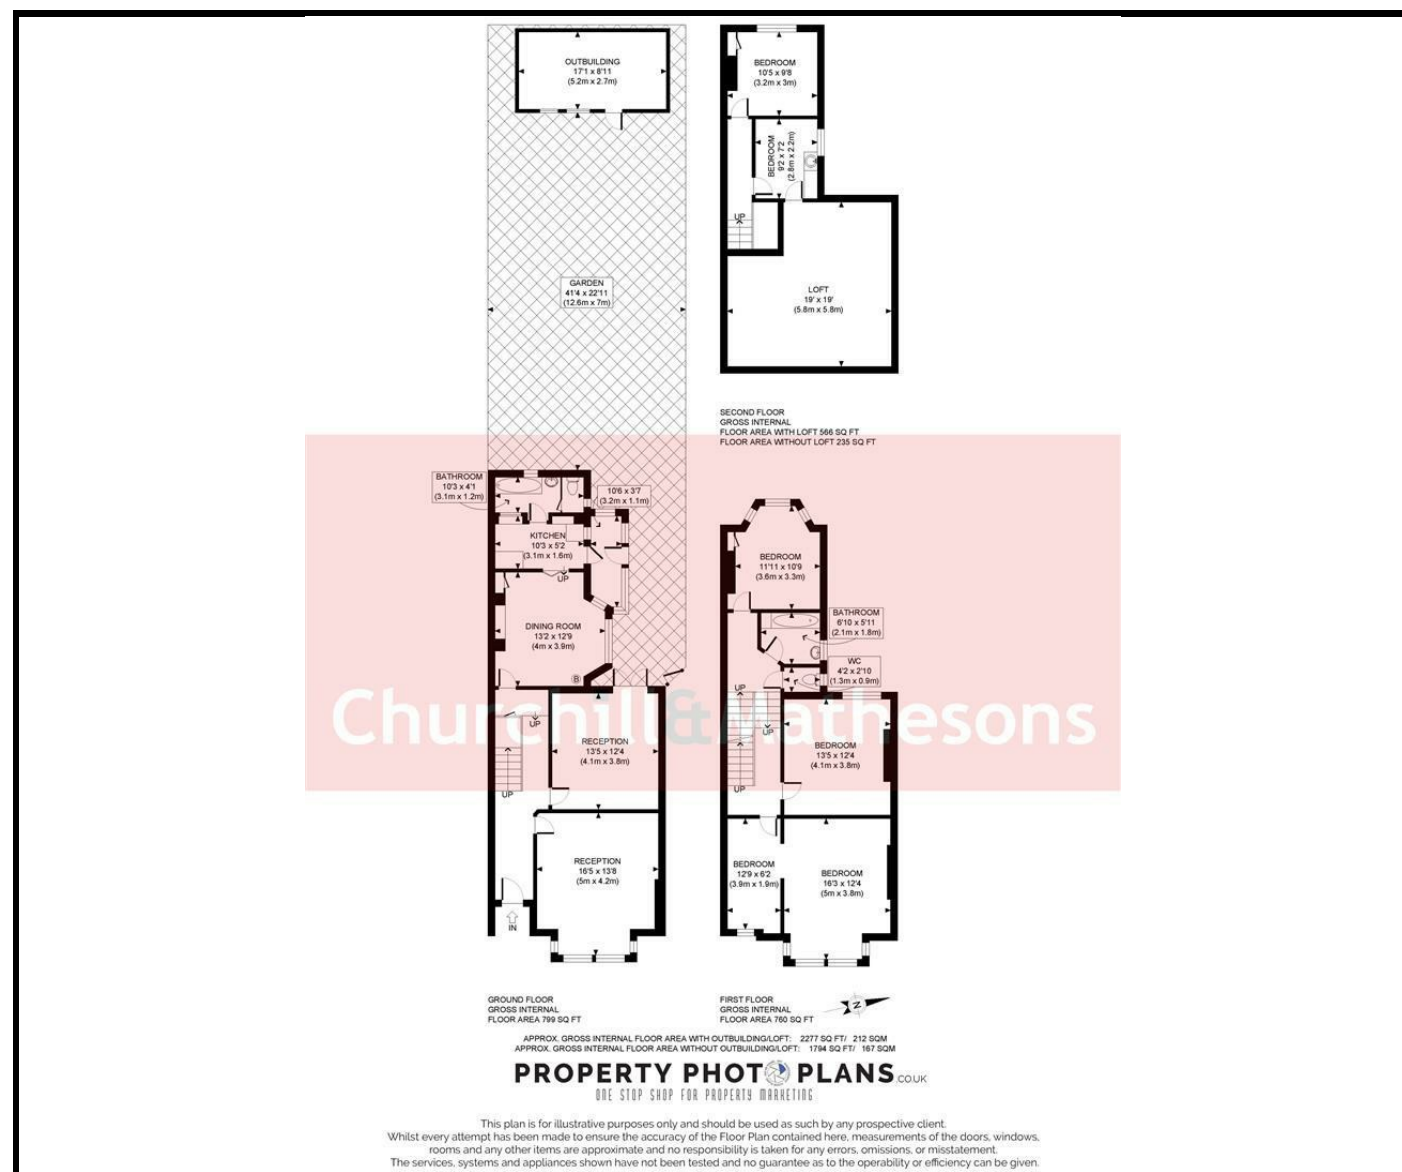 OUTBUILDING
17'1 x 8'11
(5.2m x 2.7m)
GARDEN
41'4 x 22'11
(12.6m x 7m)
BATHROOM
10'3 x 4'1
(3.1m x 1.2m)
10'6 x 3'7
(3.2m x 1.1m)
KITCHEN
10'3 x 5'2
(3.1m x 1.6m)
UP
DINING ROOM
13'2 x 12'9
(4m x 3.9m)
B
UP
UP
RECEPTION
13'5 x 12'4
(4.1m x 3.8m)
RECEPTION
16'5 x 13'8
(5m x 4.2m)
IN
GROUND FLOOR
GROSS INTERNAL
FLOOR AREA 799 SQ FT
BEDROOM
10'5 x 9'8
(3.2m x 3m)
BEDROOM
9'2 x 7'2
(2.8m x 2.2m)
UP
LOFT
19' x 19'
(5.8m x 5.8m)
SECOND FLOOR
GROSS INTERNAL
FLOOR AREA WITH LOFT 566 SQ FT
FLOOR AREA WITHOUT LOFT 235 SQ FT
BEDROOM
11'11 x 10'9
(3.6m x 3.3m)
BATHROOM
6'10 x 5'11
(2.1m x 1.8m)
WC
4'2 x 2'10
(1.3m x 0.9m)
UP
UP
UP
Churchill & Mathesons
BEDROOM
13'5 x 12'4
(4.1m x 3.8m)
BEDROOM
12'9 x 6'2
(3.9m x 1.9m)
BEDROOM
16'3 x 12'4
(5m x 3.8m)
FIRST FLOOR
GROSS INTERNAL
FLOOR AREA 760 SQ FT
N
APPROX. GROSS INTERNAL FLOOR AREA WITH OUTBUILDING/LOFT: 2277 SQ FT/ 212 SQM
APPROX. GROSS INTERNAL FLOOR AREA WITHOUT OUTBUILDING/LOFT: 1794 SQ FT/ 167 SQM
PROPERTY PHOTO PLANS.CO.UK
ONE STOP SHOP FOR PROPERTY MARKETING
This plan is for illustrative purposes only and should be used as such by any prospective client.
Whilst every attempt has been made to ensure the accuracy of the Floor Plan contained here, measurements of the doors, windows,
rooms and any other items are approximate and no responsibility is taken for any errors, omissions, or misstatement.
The services, systems and appliances shown have not been tested and no guarantee as to the operability or efficiency can be given.